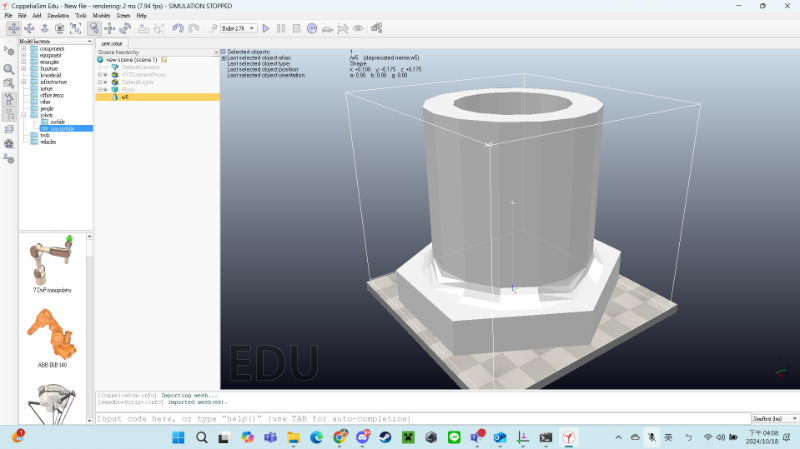 CoppeliaSim Edu - New file - rendering: 2 ms (7.94 fps) - SIMULATION STOPPED
File Edit Simulation Tools Modules Scenes Help
Bullet 2.78
Model browser
components
equipment
examples
furniture
household
infrastructure
nature
office items
other
people
robots
mobile
non-mobile
tools
vehicles
7 DoF manipulator
ABB IRB 140
new scene
Scene hierarchy
new scene (scene 1)
DefaultCamera
XYZCameraProxy
DefaultLights
Floor
w6
Selected objects: 1
Last selected object alias: /w6 (deprecated name: w6)
Last selected object type: Shape
Last selected object position: x: +0.100 y: -0.175 z: +0.175
Last selected object orientation: a: 0.00 b: 0.00 g: 0.00
EDU
[CoppeliaSim:info] Importing mesh...
[sandboxScript:info] imported mesh(es).
Input code here, or type "help()" (use TAB for auto-completion)
Sandbox (lua)
英
下午 04:08
2024/10/18